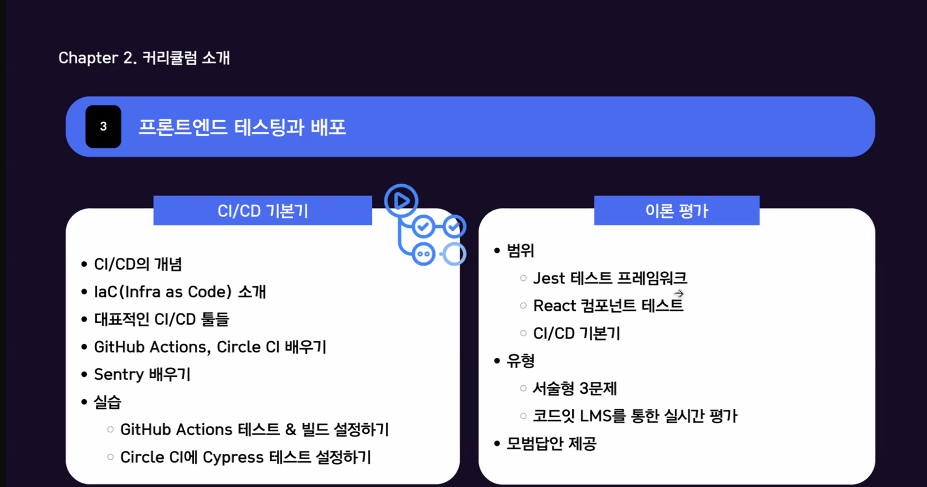 Chapter 2. 커리큘럼 소개
3
프론트엔드 테스팅과 배포
CI/CD 기본기
• CI/CD의 개념
• IaC(Infra as Code) 소개
• 대표적인 CI/CD 툴들
• GitHub Actions, Circle CI 배우기
• Sentry 배우기
• 실습
○ GitHub Actions 테스트 & 빌드 설정하기
○ Circle CI에 Cypress 테스트 설정하기
이론 평가
• 범위
○ Jest 테스트 프레임워크
○ React 컴포넌트 테스트
○ CI/CD 기본기
• 유형
○ 서술형 3문제
○ 코드잇 LMS를 통한 실시간 평가
• 모범답안 제공